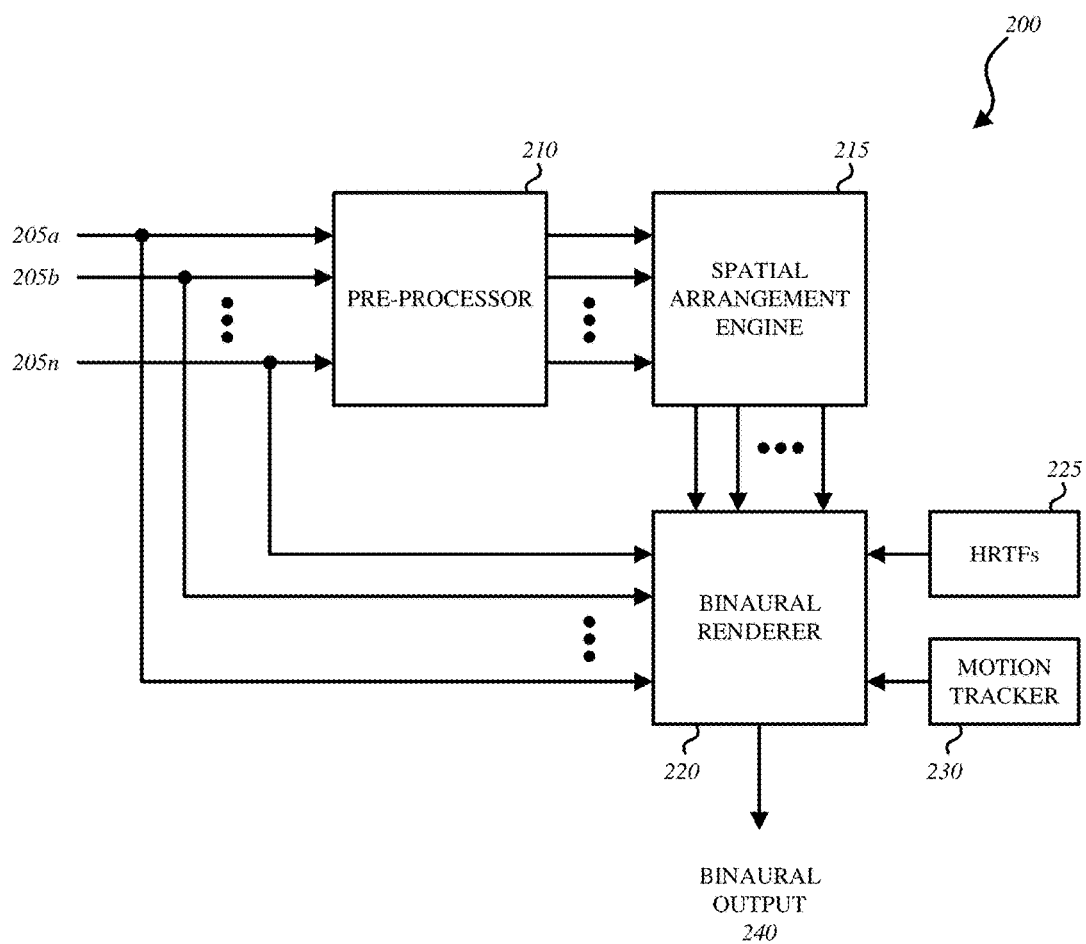 200
210
215
205a
205b
205n
PRE-PROCESSOR
SPATIAL
ARRANGEMENT
ENGINE
225
HRTFs
BINAURAL
RENDERER
MOTION
TRACKER
220
230
BINAURAL
OUTPUT
240